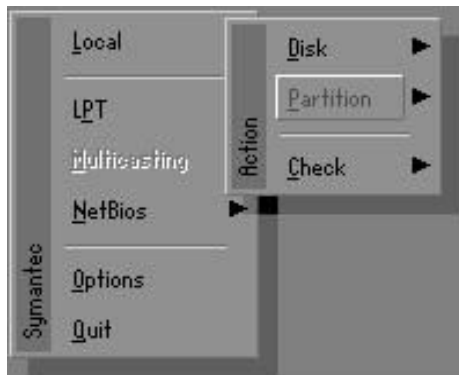 Local
LPT
Multicasting
NetBios
Options
Quit
Symantec
Disk
Partition
Check
Action